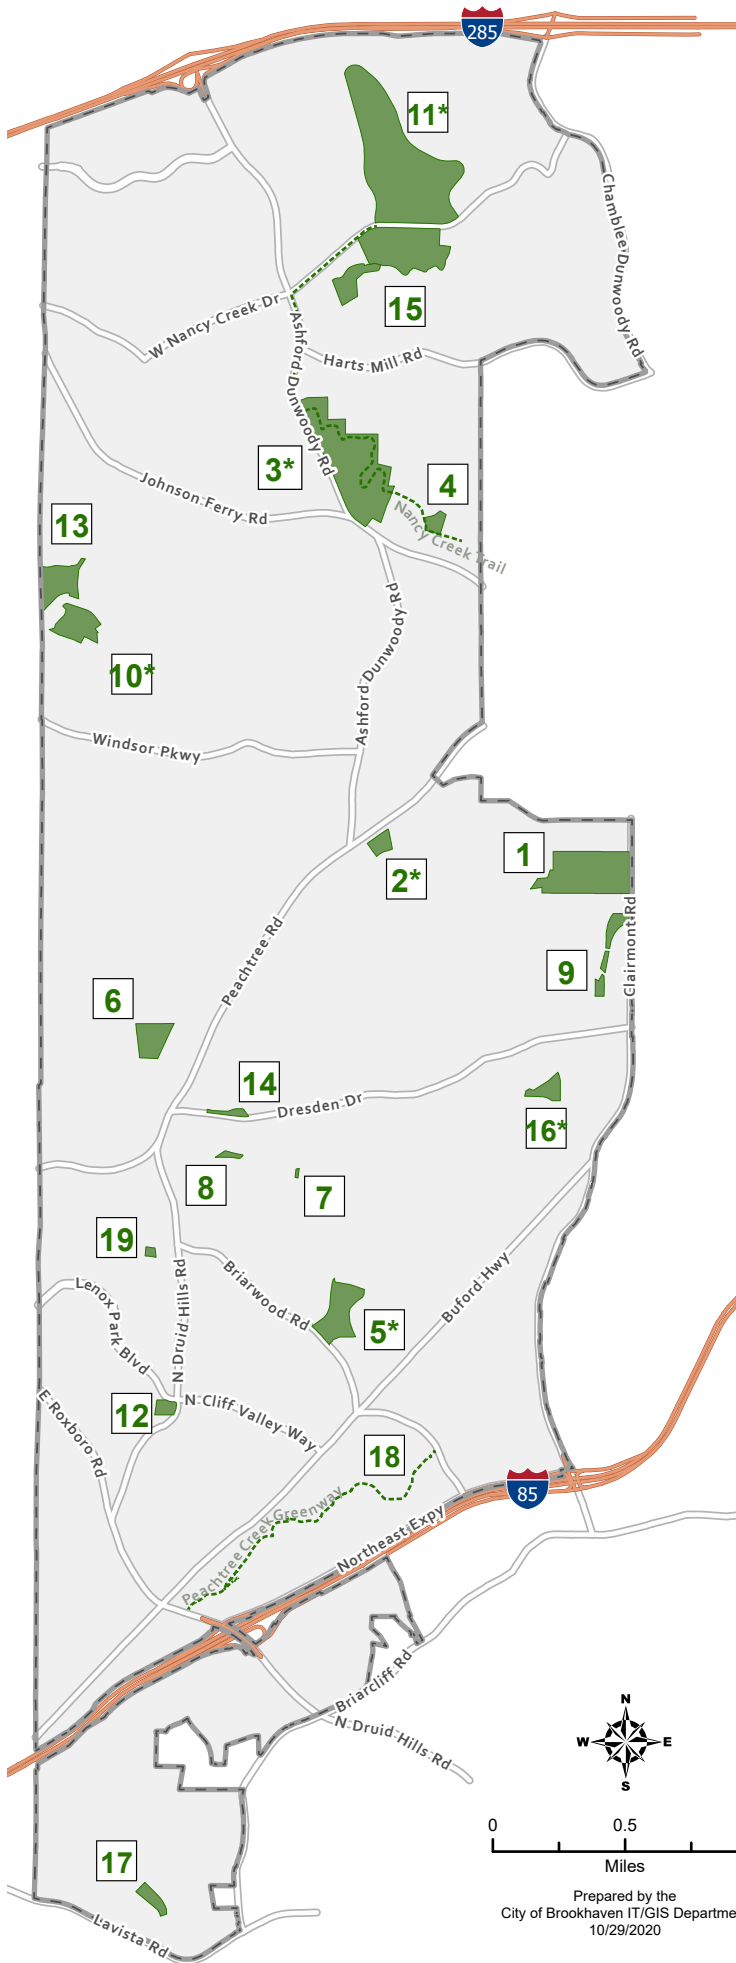 285
11*
Chamblee Dunwoody Rd
15
W Nancy Creek Dr
Ashford Dunwoody Rd
Harts Mill Rd
3*
4
Johnson Ferry Rd
Nancy Creek Trail
13
Ashford Dunwoody Rd
10*
Windsor Pkwy
1
2*
Clairmont Rd
Peachtree Rd
9
6
14
Dresden Dr
16*
8
7
19
N Druid Hills Rd
Briarwood Rd
Buford Hwy
Lenox Park Blvd
5*
E Roxboro Rd
12
N Cliff Valley Way
18
85
Peachtree Creek Greenway
Northeast Expy
Briarcliff Rd
N Druid Hills Rd
N
W
E
S
0
0.5
Miles
17
Prepared by the
City of Brookhaven IT/GIS Departme
10/29/2020
Lavista Rd